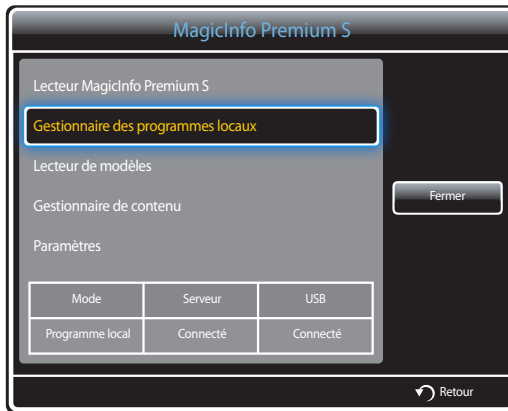 MagicInfo Premium S
Lecteur MagicInfo Premium S
Gestionnaire des programmes locaux
Lecteur de modèles
Gestionnaire de contenu
Paramètres
Fermer
Mode Serveur USB
Programme local Connecté Connecté
Retour